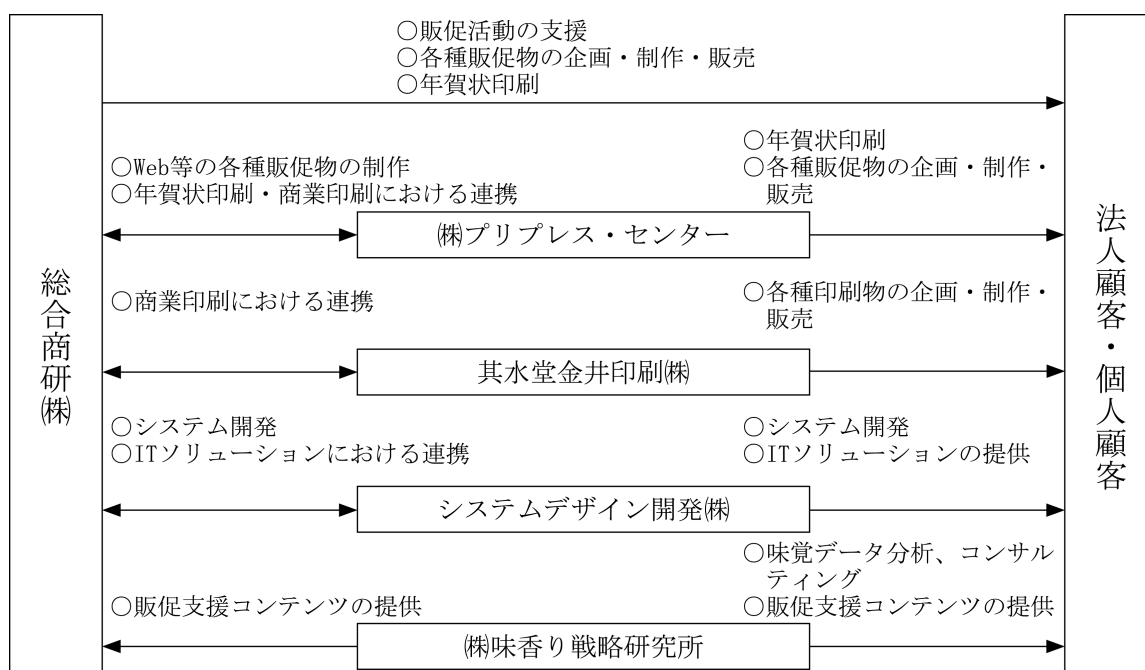 ○販促活動の支援
○各種販促物の企画・制作・販売
○年賀状印刷
○Web等の各種販促物の制作
○年賀状印刷・商業印刷における連携
○年賀状印刷
○各種販促物の企画・制作・
販売
㈱プリプレス・センター
○商業印刷における連携
○各種印刷物の企画・制作・
販売
其水堂金井印刷㈱
○システム開発
○ITソリューションにおける連携
○システム開発
○ITソリューションの提供
システムデザイン開発㈱
○販促支援コンテンツの提供
○味覚データ分析、コンサル
ティング
○販促支援コンテンツの提供
㈱味香り戦略研究所
総合商研㈱
法人顧客・個人顧客